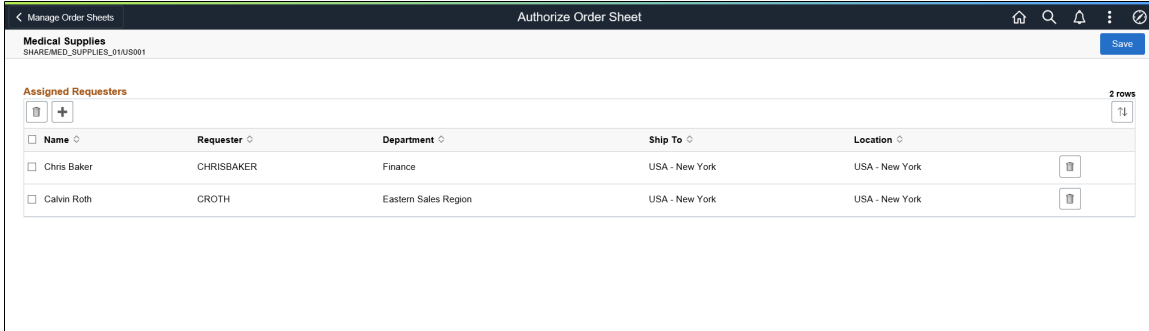 Manage Order Sheets
Authorize Order Sheet
Medical Supplies
SHARE/MED_SUPPLIES_01/US001
Save
Assigned Requesters
2 rows
Name Requester Department Ship To Location
Chris Baker CHRISBAKER Finance USA - New York USA - New York
Calvin Roth CROTH Eastern Sales Region USA - New York USA - New York